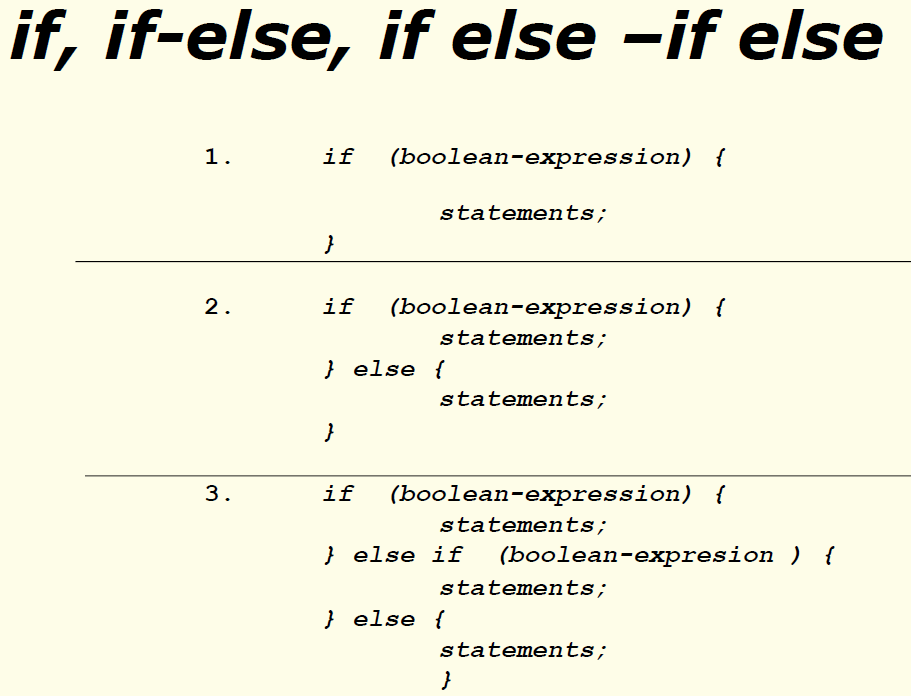 if, if-else, if else –if else
1. if (boolean-expression) {
statements;
}
2. if (boolean-expression) {
statements;
} else {
statements;
}
3. if (boolean-expression) {
statements;
} else if (boolean-expresion ) {
statements;
} else {
statements;
}